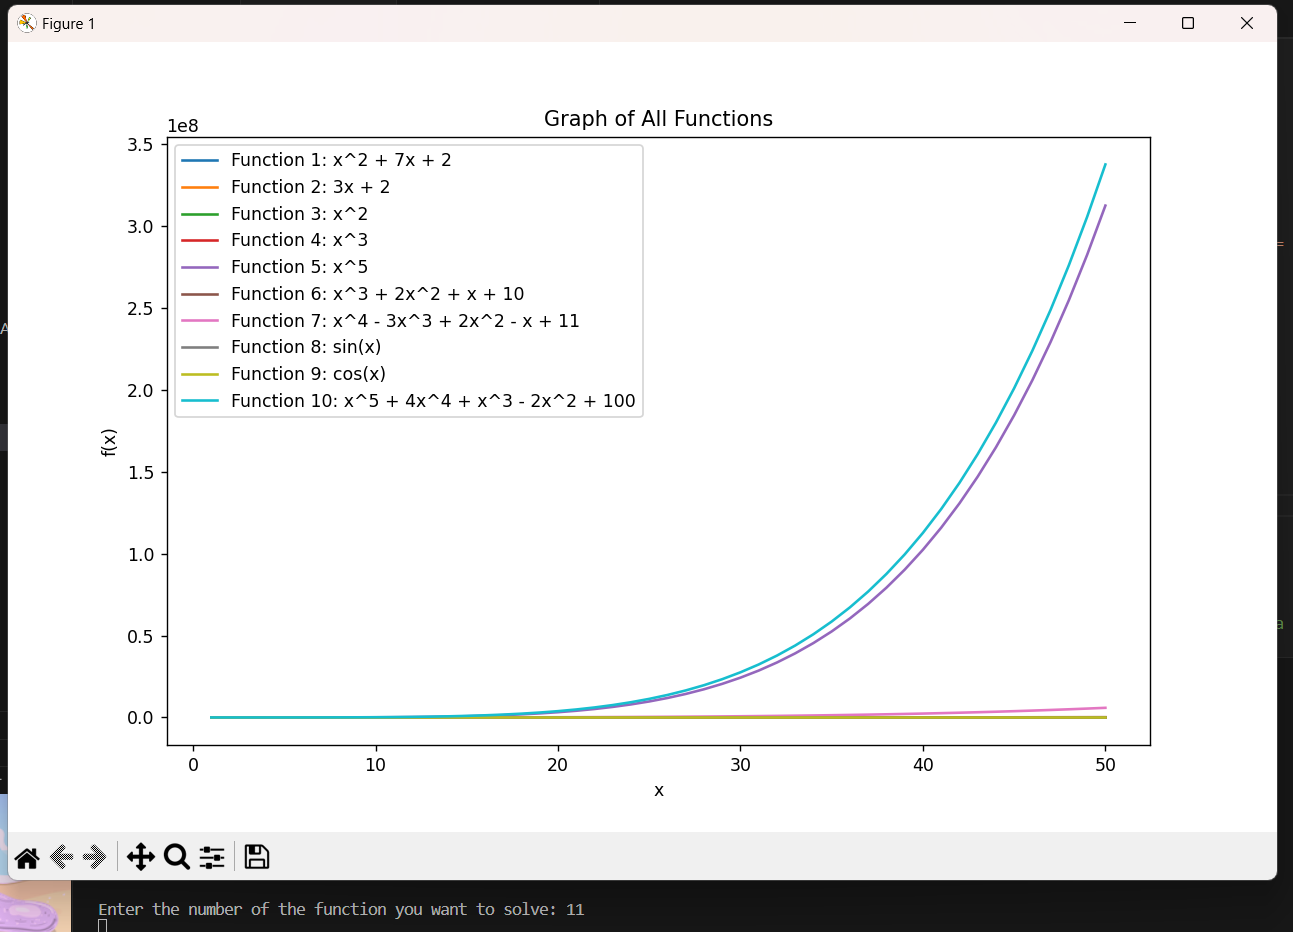 Figure 1
Graph of All Functions
1e8
3.5
3.0
2.5
2.0
1.5
1.0
0.5
0.0
f(x)
Function 1: x^2 + 7x + 2
Function 2: 3x + 2
Function 3: x^2
Function 4: x^3
Function 5: x^5
Function 6: x^3 + 2x^2 + x + 10
Function 7: x^4 - 3x^3 + 2x^2 - x + 11
Function 8: sin(x)
Function 9: cos(x)
Function 10: x^5 + 4x^4 + x^3 - 2x^2 + 100
0 10 20 30 40 50
x
A
=
a
Enter the number of the function you want to solve: 11